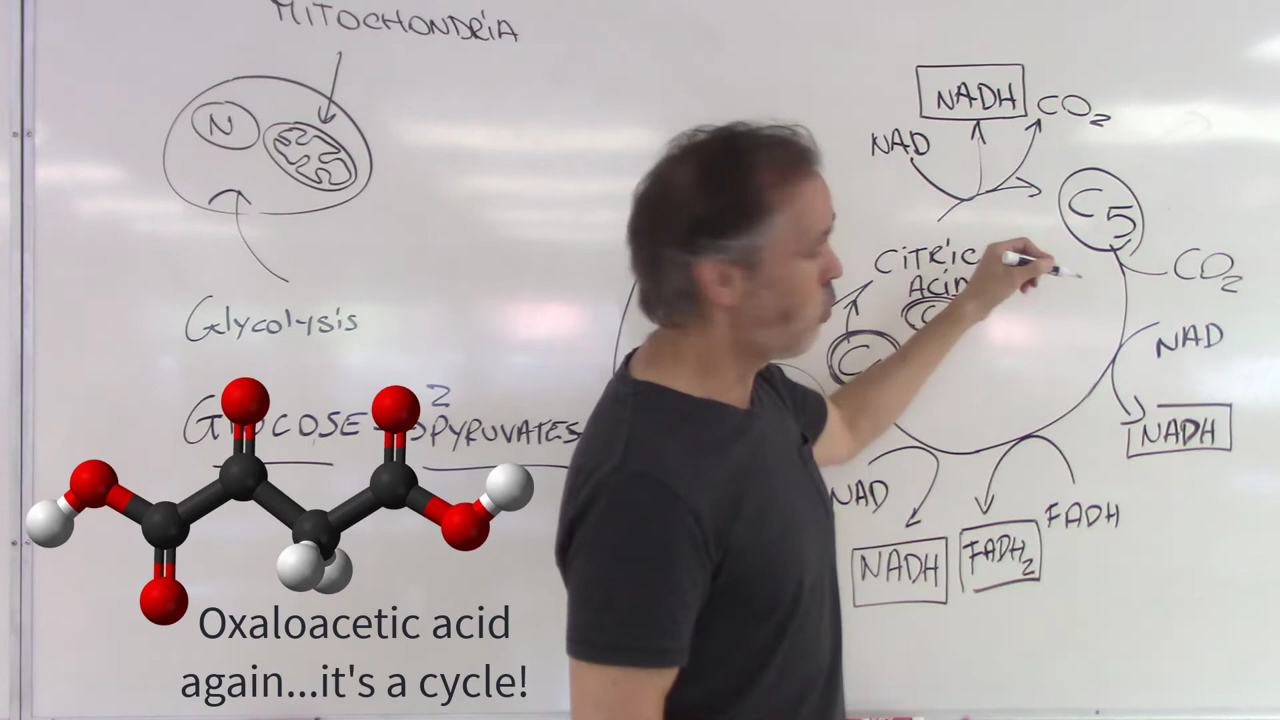 MITOCHONDRIA
N
Glycolysis
2
PYRUVATES
NADH
CO2
NAD
C5
CITRIC
CO2
NAD
NADH
NAD
NADH
FADH2
FADH
Oxaloacetic acid
again...it's a cycle!